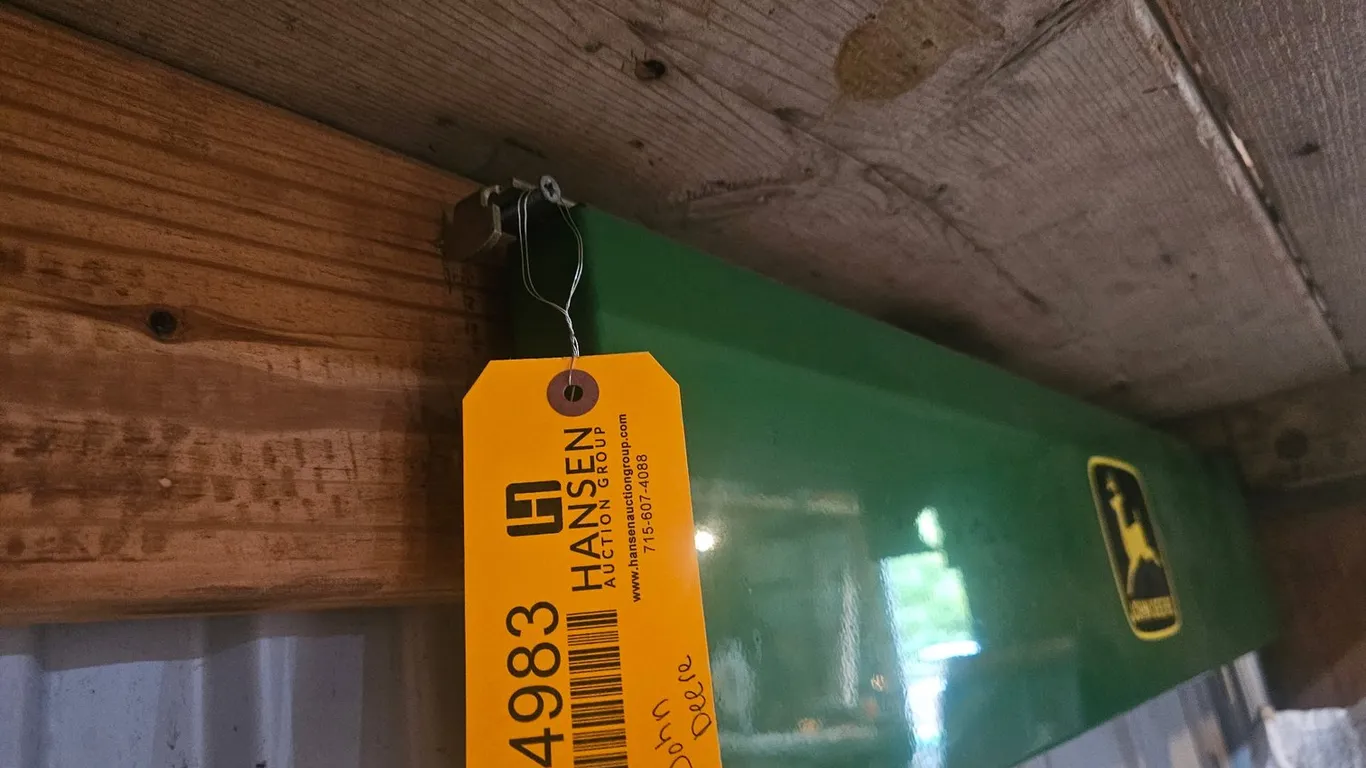 HANSEN
AUCTION GROUP
www.hansenauctiongroup.com
715-607-4088
4983
John
Deere
JOHN DEERE